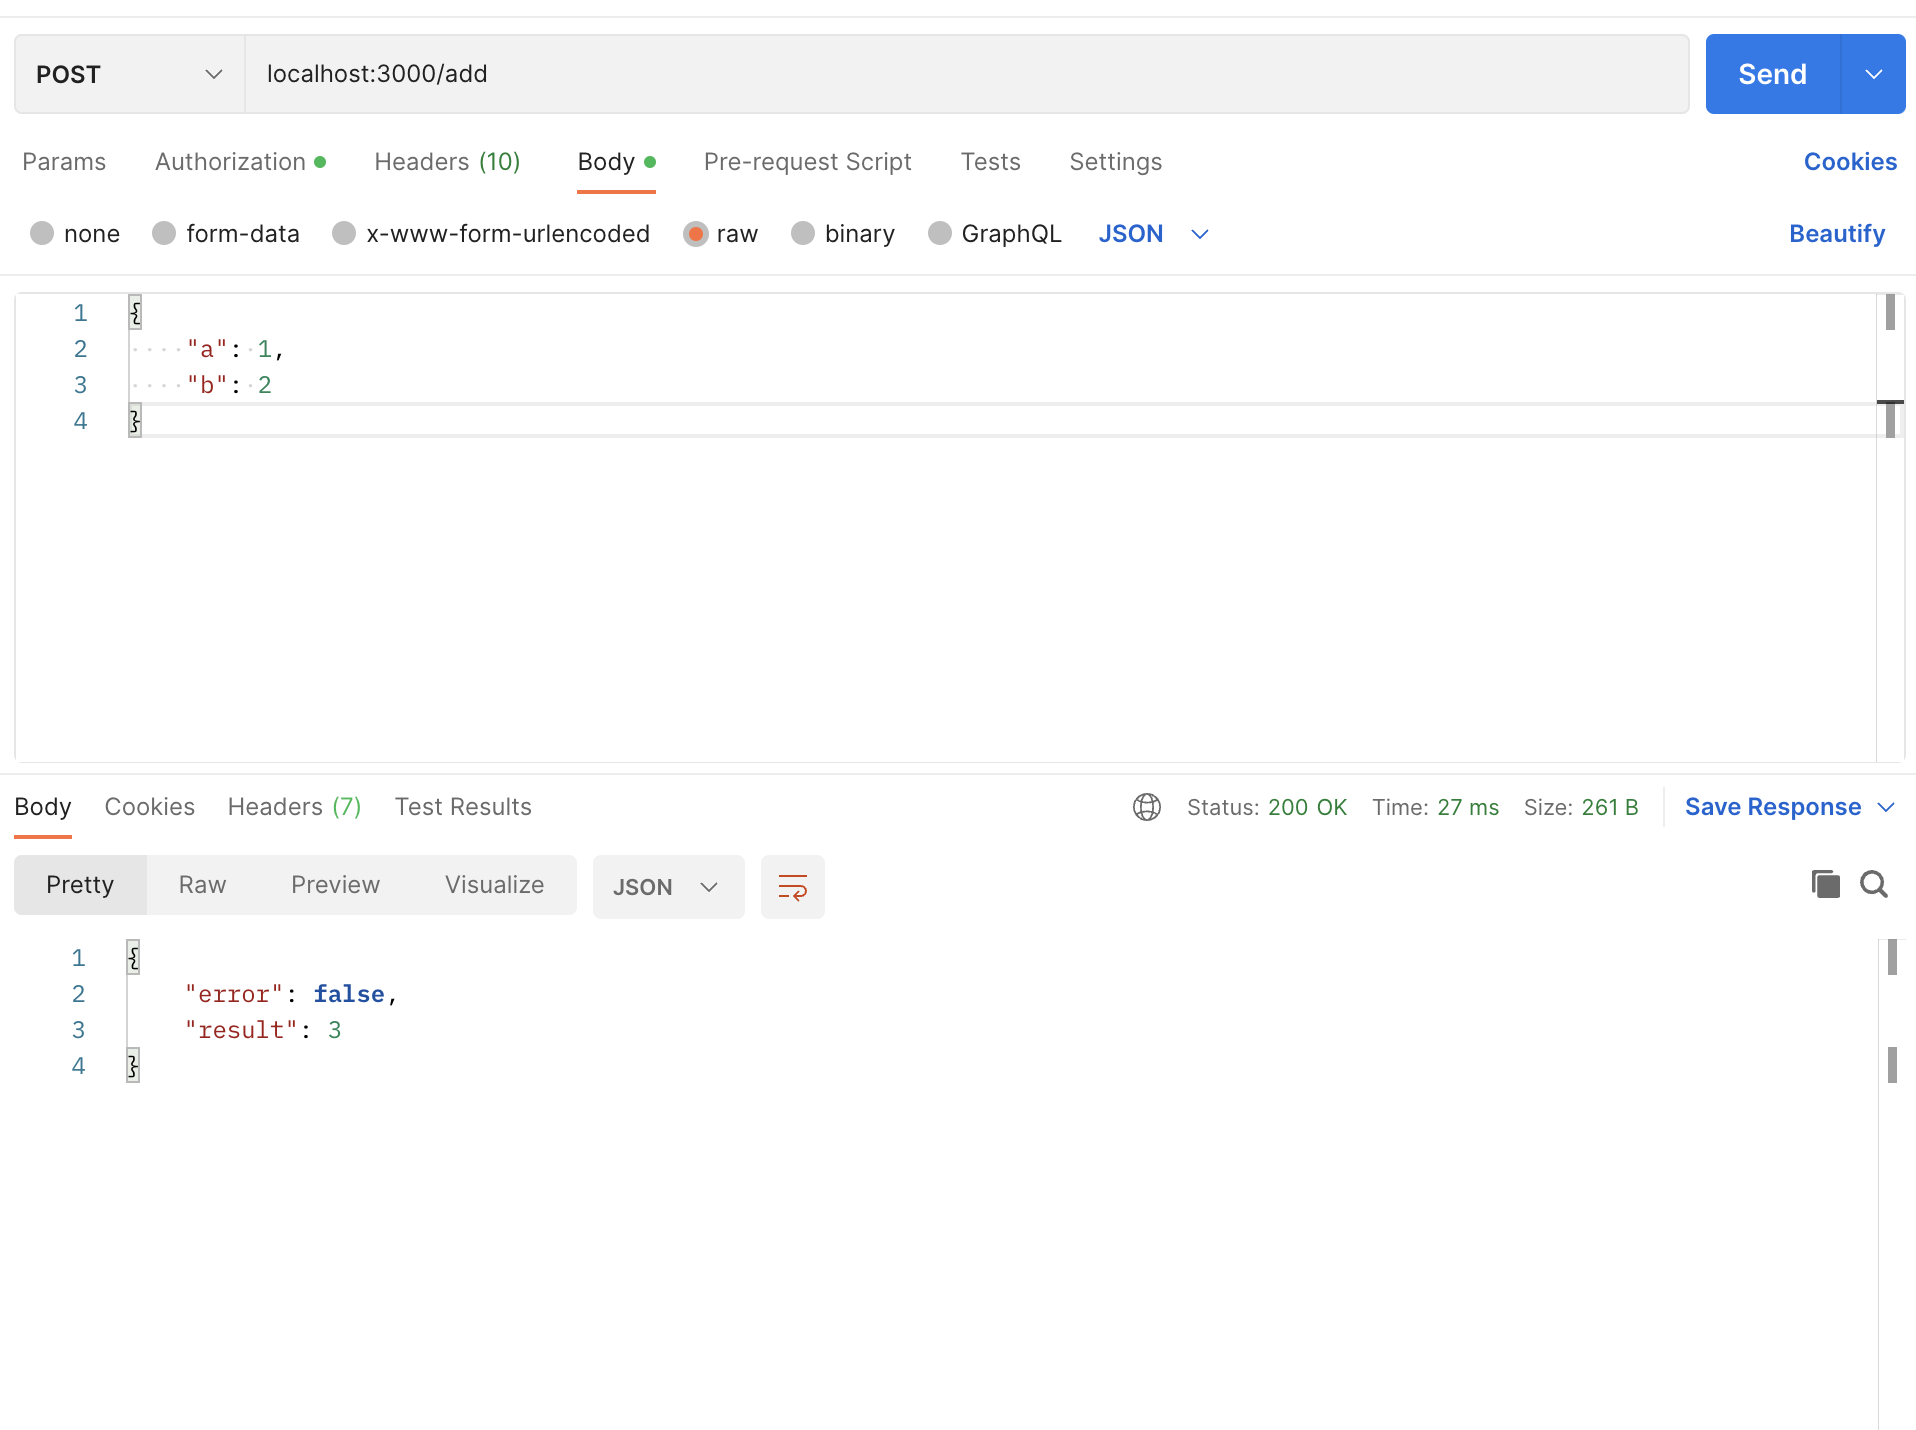 POST localhost:3000/add Send
Params Authorization Headers (10) Body Pre-request Script Tests Settings Cookies
none form-data x-www-form-urlencoded raw binary GraphQL JSON Beautify
1 {
2 "a": 1,
3 "b": 2
4 }
Body Cookies Headers (7) Test Results Status: 200 OK Time: 27 ms Size: 261 B Save Response
Pretty Raw Preview Visualize JSON
1 {
2 "error": false,
3 "result": 3
4 }